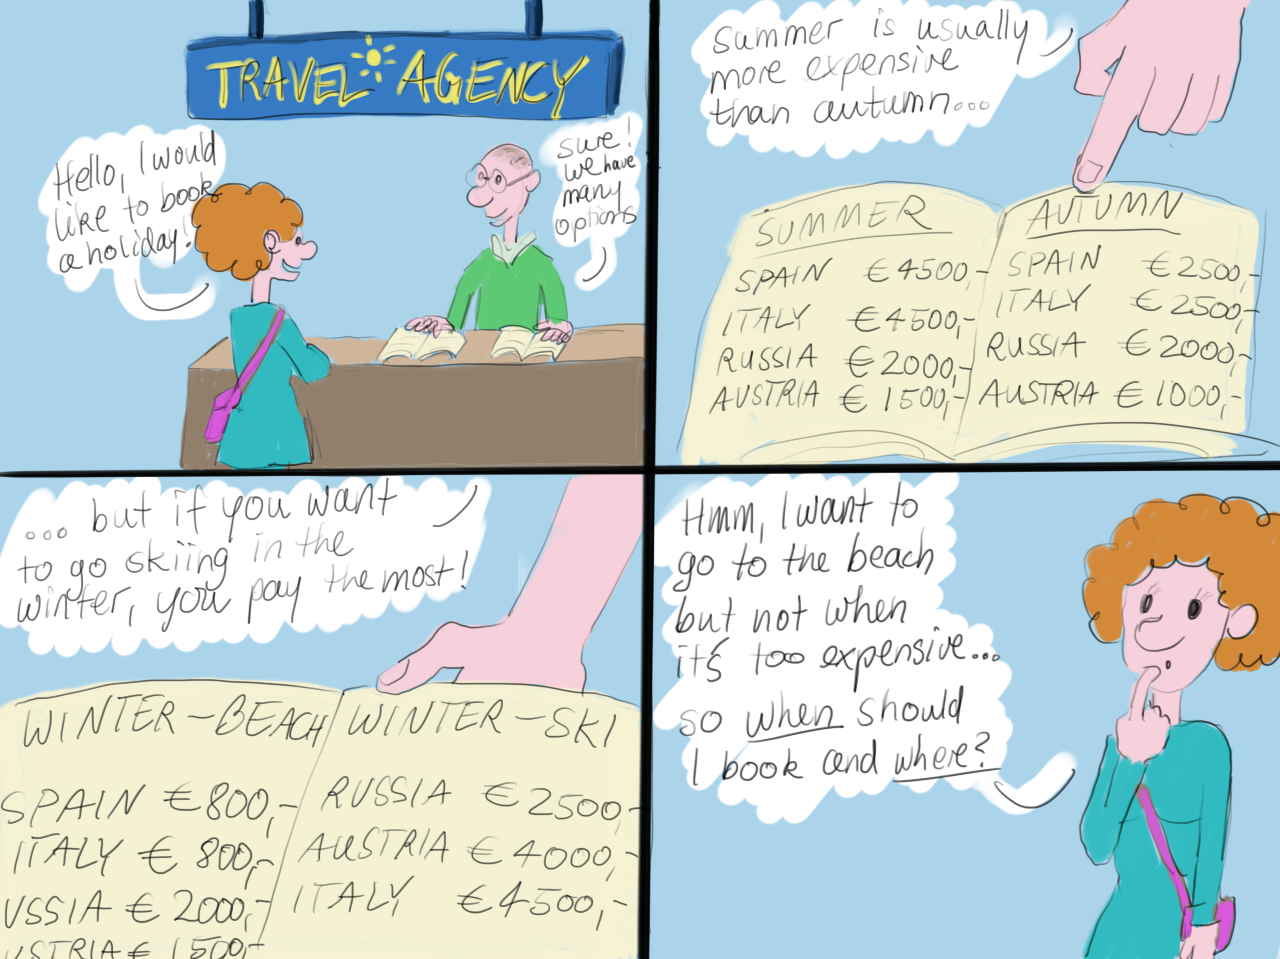 TRAVEL AGENCY
Hello, I would
like to book
a holiday!
sure!
we have
many
options
summer is usually
more expensive
than autumn...
SUMMER
SPAIN €4500,-
ITALY €4500,-
RUSSIA €2000,-
AUSTRIA € 1500,-
AUTUMN
SPAIN €2500,-
ITALY €2500,-
RUSSIA €2000,-
AUSTRIA €1000,-
... but if you want
to go skiing in the
winter, you pay the most!
WINTER-BEACH
SPAIN €800,-
ITALY € 800,-
USSIA € 2000,-
USTRIA € 1500,-
WINTER-SKI
RUSSIA €2500,-
AUSTRIA €4000,-
ITALY €4500,-
Hmm, I want to
go to the beach
but not when
it's too expensive...
so when should
I book and where?